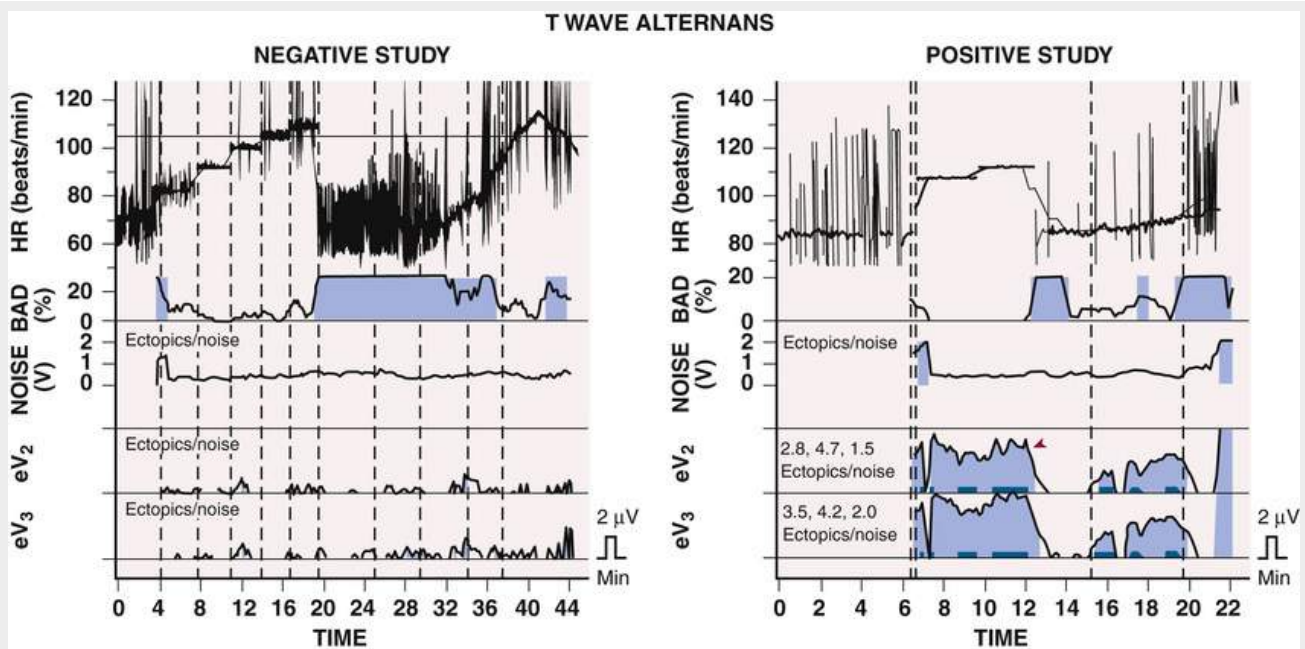 T WAVE ALTERNANS
NEGATIVE STUDY
HR (beats/min)
120
100
80
60
BAD (%)
20
0
NOISE (V)
2
1
0
Ectopics/noise
eV2
Ectopics/noise
eV3
Ectopics/noise
2 µV
Min
0 4 8 12 16 20 24 28 32 36 40 44
TIME
POSITIVE STUDY
HR (beats/min)
140
120
100
80
BAD (%)
20
0
NOISE (V)
2
1
0
Ectopics/noise
eV2
2.8, 4.7, 1.5
Ectopics/noise
eV3
3.5, 4.2, 2.0
Ectopics/noise
2 µV
Min
0 2 4 6 8 10 12 14 16 18 20 22
TIME